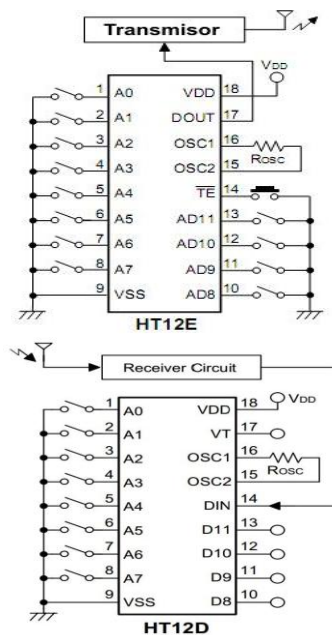 Transmisor
VDD
1 A0 VDD 18
2 A1 DOUT 17
3 A2 OSC1 16
4 A3 OSC2 15
ROSC
5 A4 TE 14
6 A5 AD11 13
7 A6 AD10 12
8 A7 AD9 11
9 VSS AD8 10
HT12E
Receiver Circuit
VDD
1 A0 VDD 18
2 A1 VT 17
3 A2 OSC1 16
4 A3 OSC2 15
ROSC
5 A4 DIN 14
6 A5 D11 13
7 A6 D10 12
8 A7 D9 11
9 VSS D8 10
HT12D